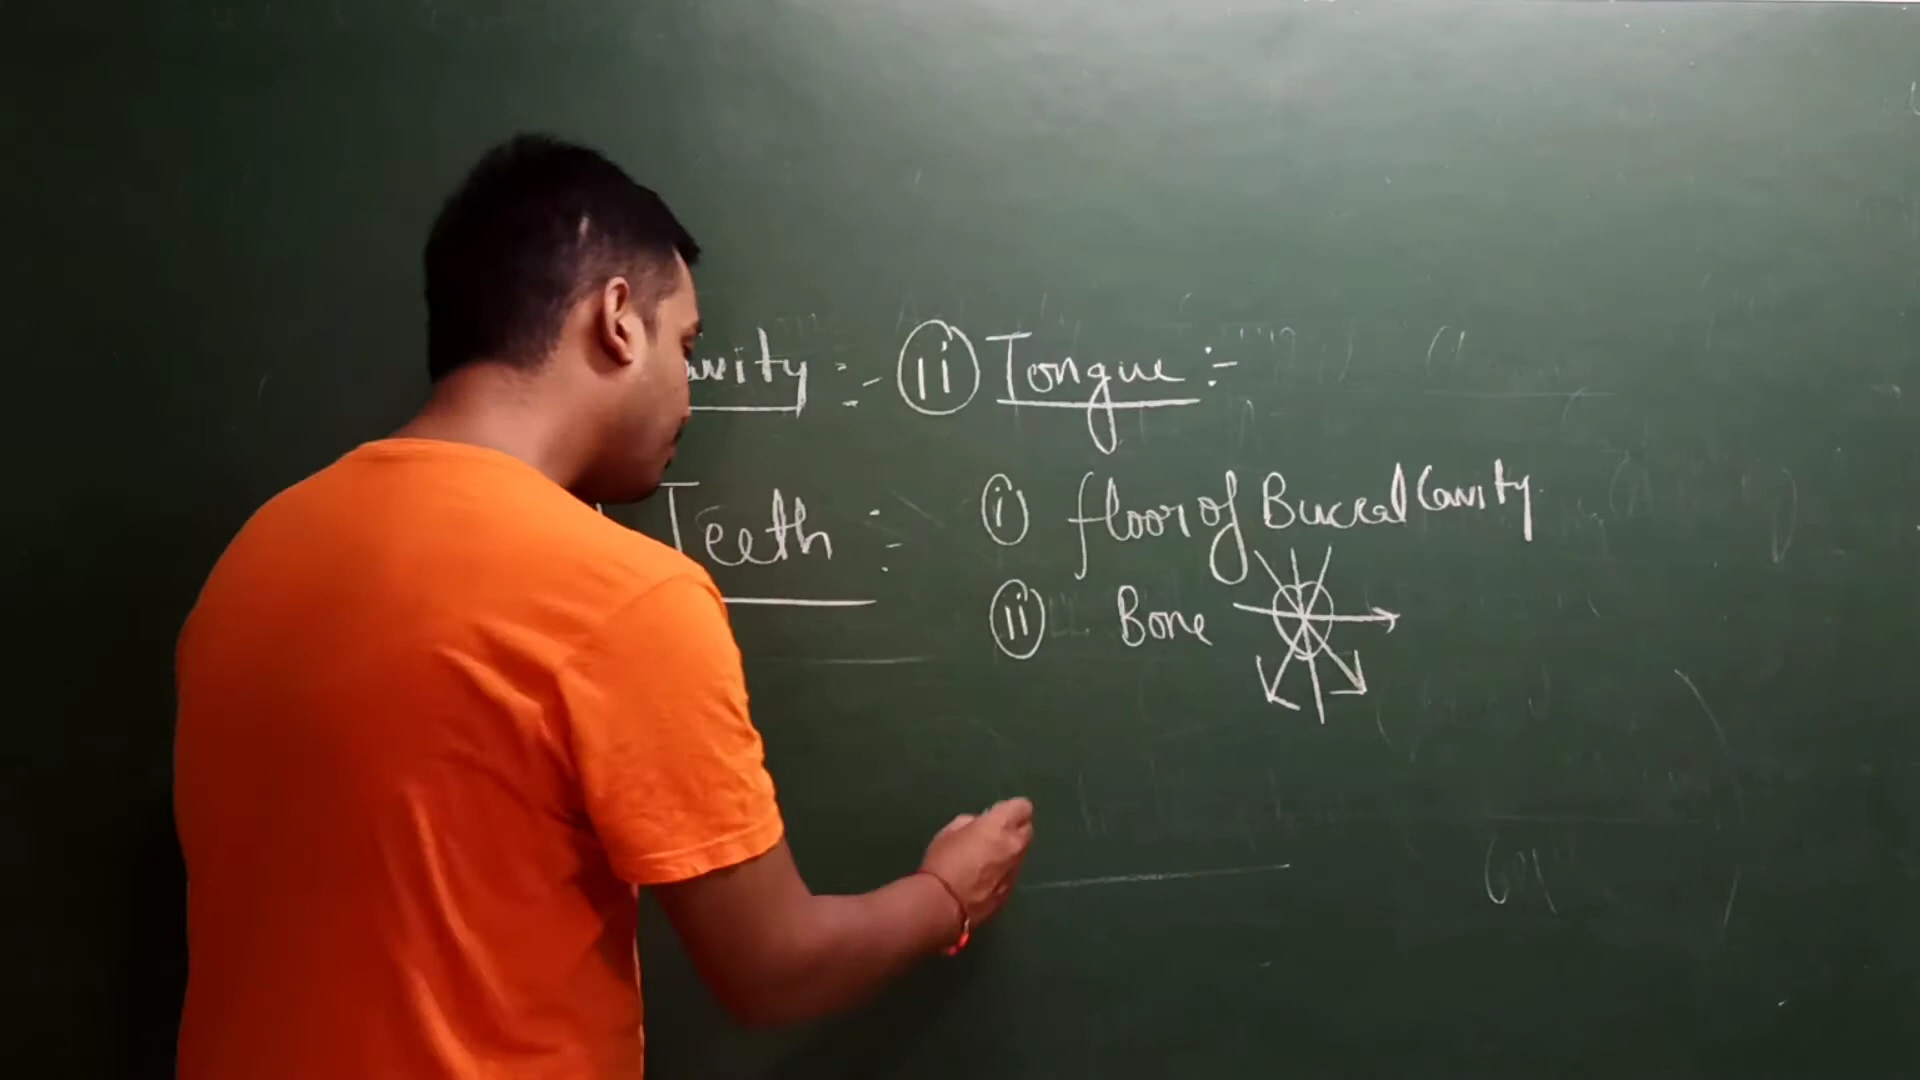 avity :- (ii) Tongue :-
Teeth :-
(i) floor of Buccal Cavity
(ii) Bone